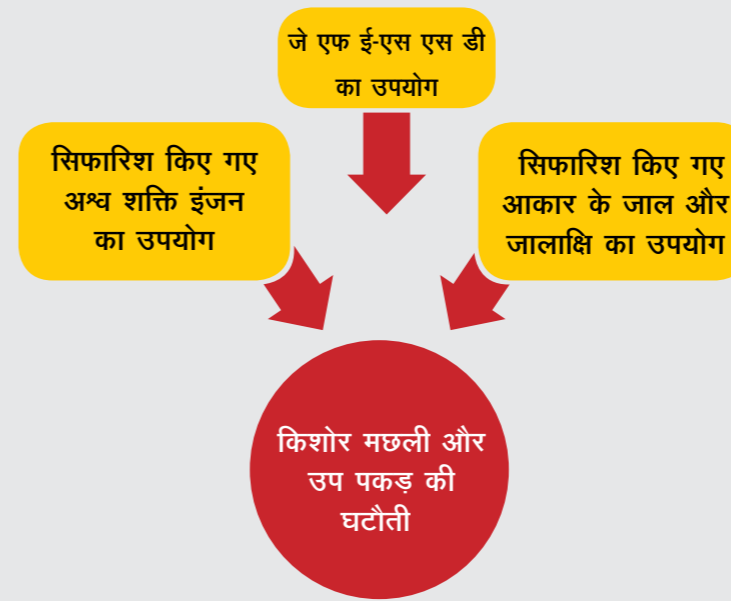 जे एफ ई-एस एस डी
का उपयोग
सिफारिश किए गए
अश्व शक्ति इंजन
का उपयोग
सिफारिश किए गए
आकार के जाल और
जालाक्षि का उपयोग
किशोर मछली और
उप पकड़ की
घटौती